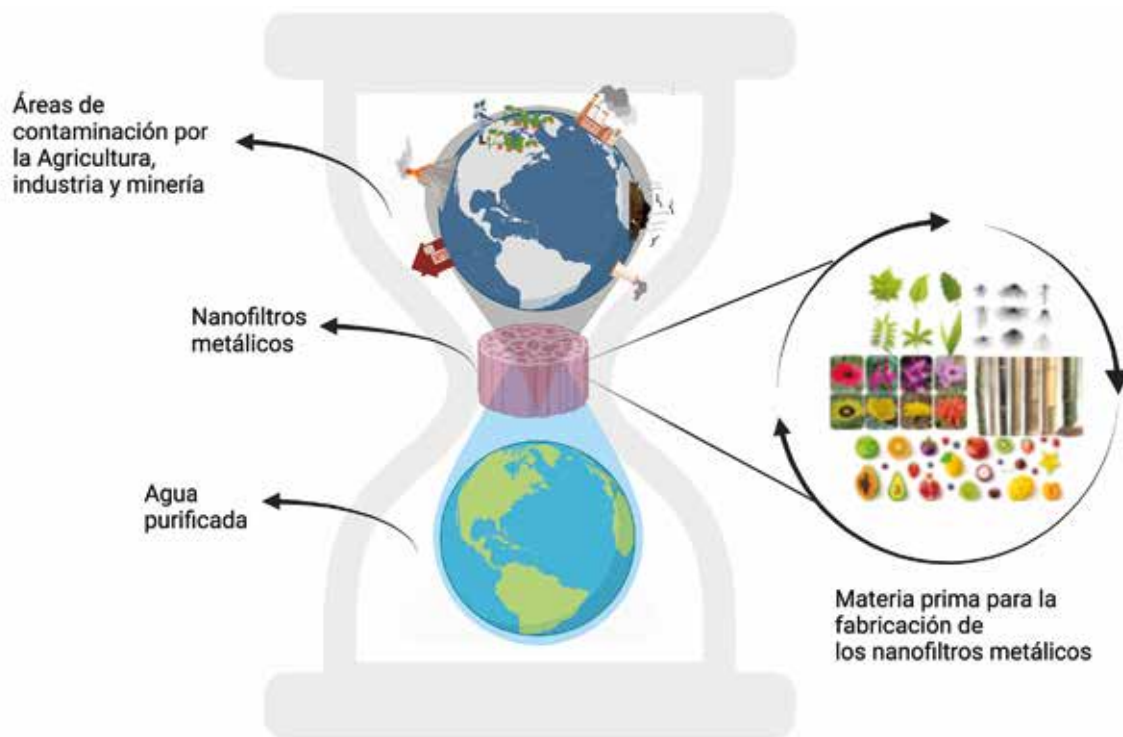 Áreas de
contaminación por
la Agricultura,
industria y minería
Nanofiltros
metálicos
Agua
purificada
Materia prima para la
fabricación de
los nanofiltros metálicos